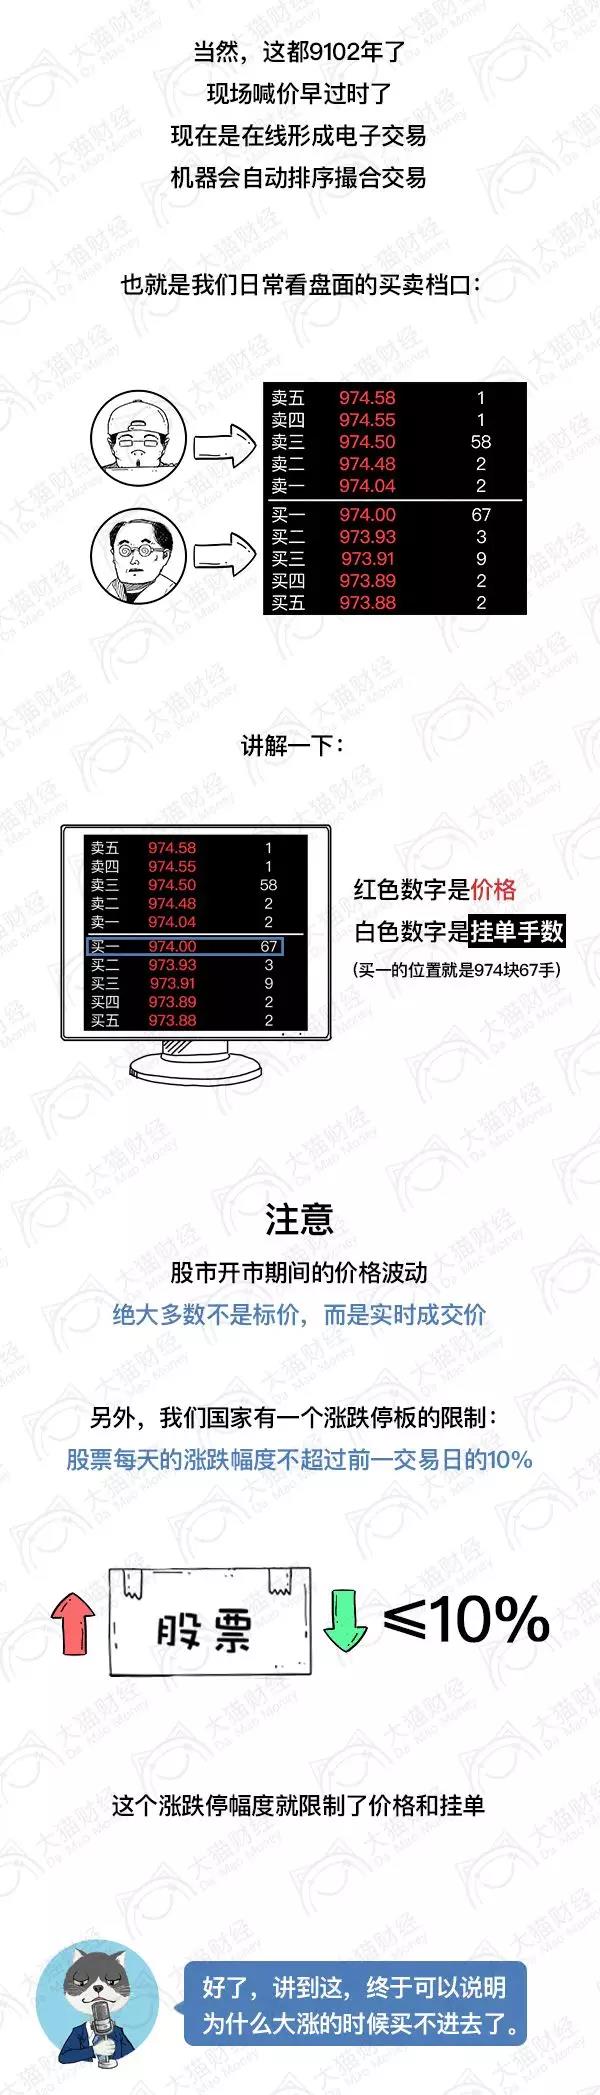 当然，这都9102年了
现场喊价早过时了
现在是在线形成电子交易
机器会自动排序撮合交易
也就是我们日常看盘面的买卖档口：
卖五 974.58 1
卖四 974.55 1
卖三 974.50 58
卖二 974.48 2
卖一 974.04 2
买一 974.00 67
买二 973.93 3
买三 973.91 9
买四 973.89 2
买五 973.88 2
讲解一下：
卖五 974.58 1
卖四 974.55 1
卖三 974.50 58
卖二 974.48 2
卖一 974.04 2
买一 974.00 67
买二 973.93 3
买三 973.91 9
买四 973.89 2
买五 973.88 2
红色数字是价格
白色数字是挂单手数
(买一的位置就是974块67手)
注意
股市开市期间的价格波动
绝大多数不是标价，而是实时成交价
另外，我们国家有一个涨跌停板的限制：
股票每天的涨跌幅度不超过前一交易日的10%
股票
≤10%
这个涨跌停幅度就限制了价格和挂单
好了，讲到这，终于可以说明
为什么大涨的时候买不进去了。
大猫财经
Da Mao Money